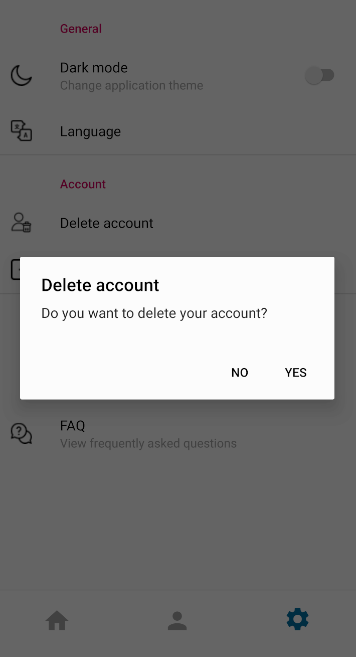 General
Dark mode
Change application theme
Language
Account
Delete account
Delete account
Do you want to delete your account?
NO
YES
FAQ
View frequently asked questions